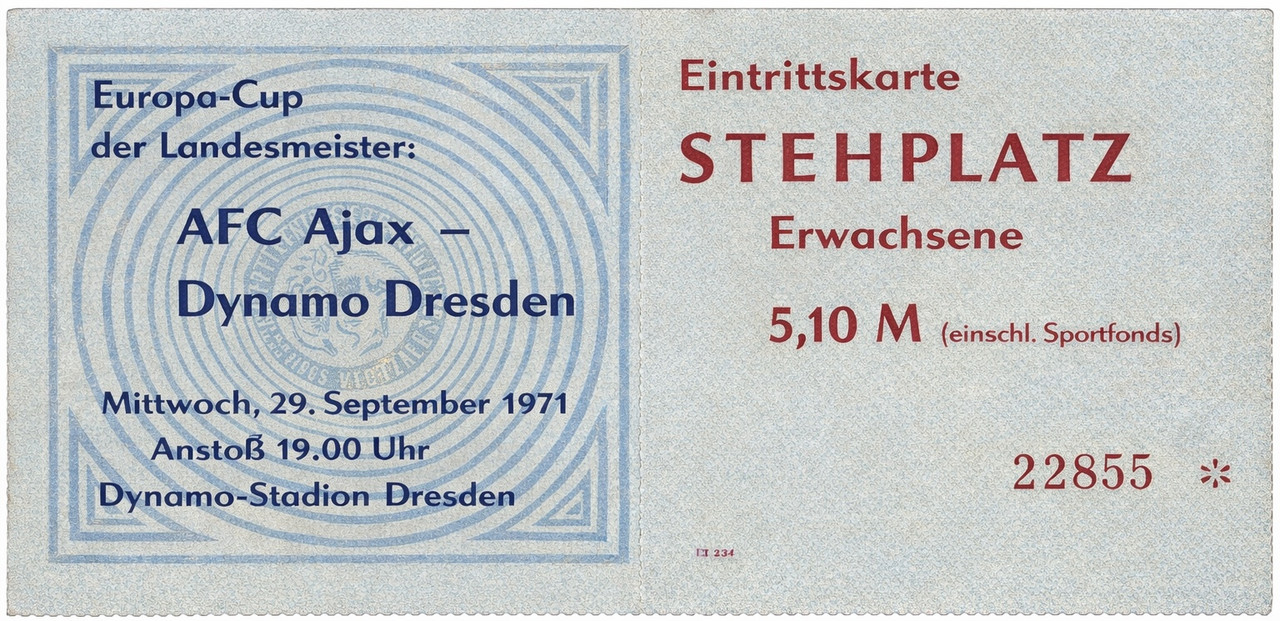 Europa-Cup
der Landesmeister:
AFC Ajax –
Dynamo Dresden
Mittwoch, 29. September 1971
Anstoß 19.00 Uhr
Dynamo-Stadion Dresden
Eintrittskarte
STEHPLATZ
Erwachsene
5,10 M (einschl. Sportfonds)
22855 *
234